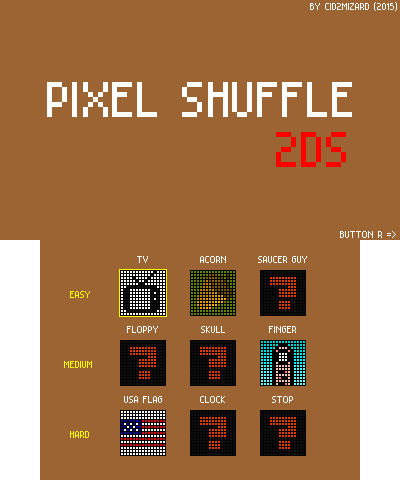 BY CID2MIZARD (2015)
PIXEL SHUFFLE
2DS
BUTTON R =>
TV ACORN SAUCER GUY
EASY
FLOPPY SKULL FINGER
MEDIUM
USA FLAG CLOCK STOP
HARD